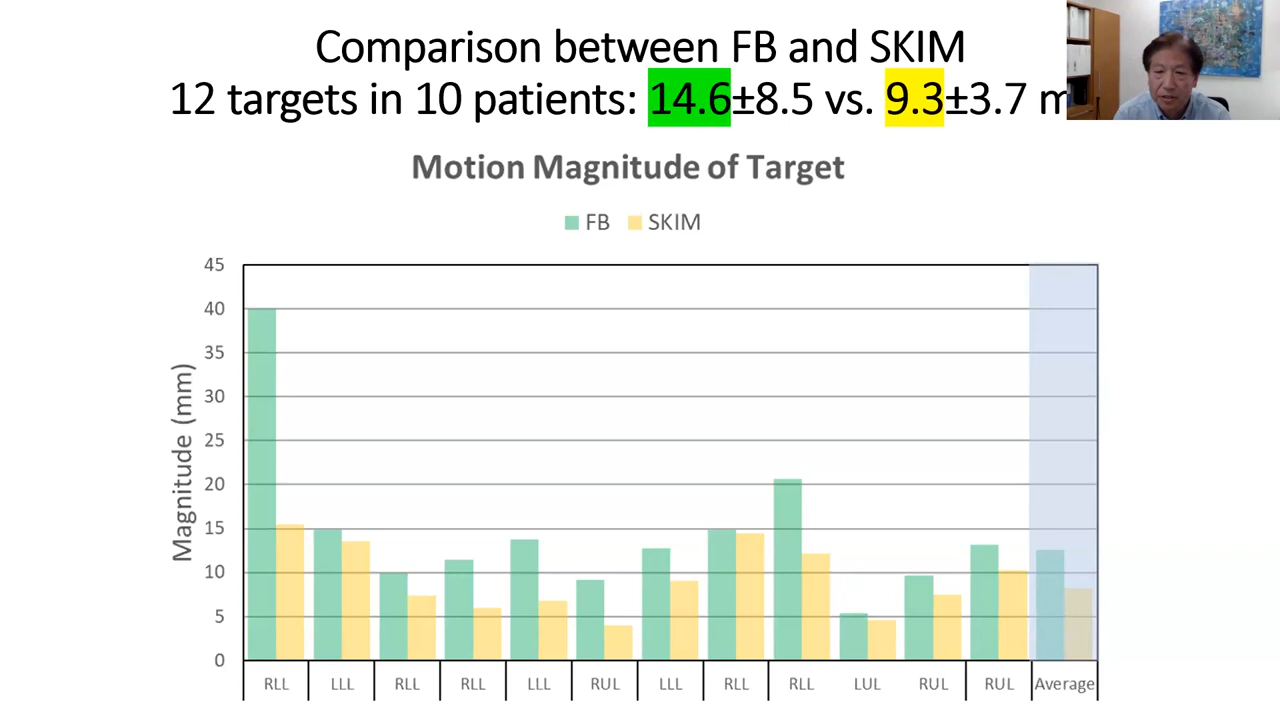 Comparison between FB and SKIM
12 targets in 10 patients: 14.6±8.5 vs. 9.3±3.7 m
Motion Magnitude of Target
FB SKIM
Magnitude (mm)
45
40
35
30
25
20
15
10
5
0
RLL LLL RLL RLL LLL RUL LLL RLL RLL LUL RUL RUL Average